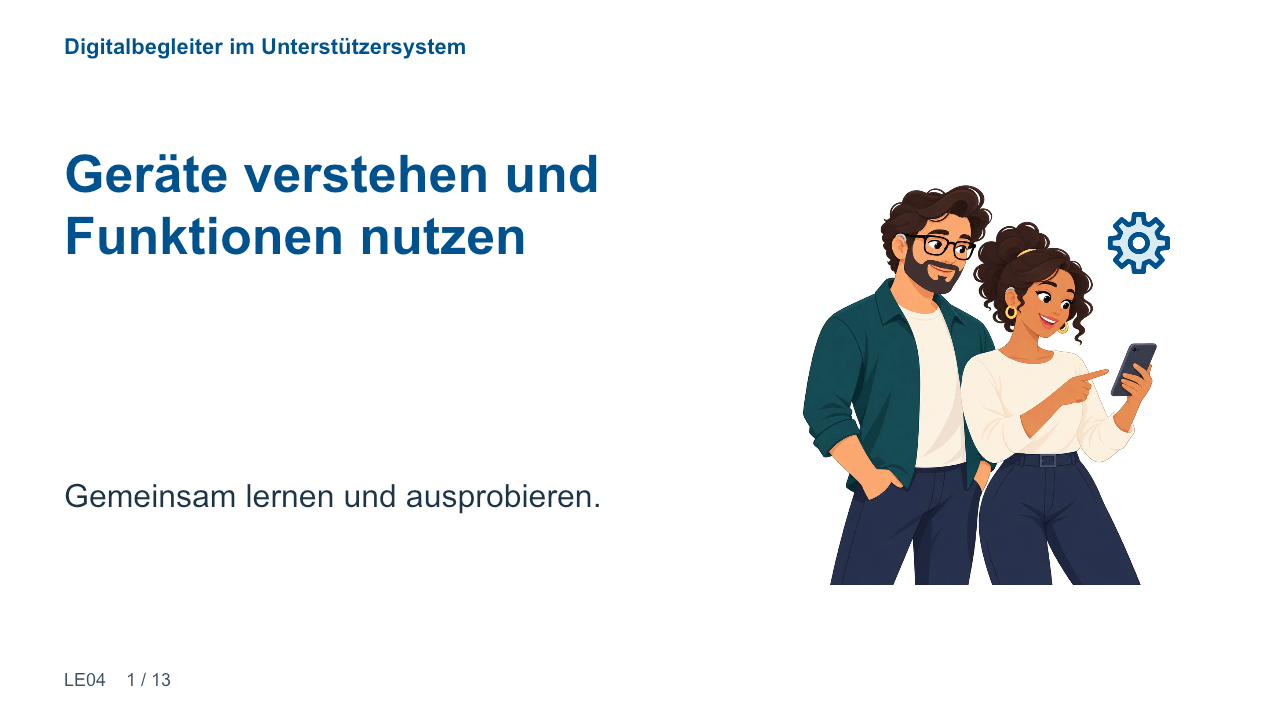 Digitalbegleiter im Unterstützersystem
Geräte verstehen und
Funktionen nutzen
Gemeinsam lernen und ausprobieren.
LE04 1 / 13